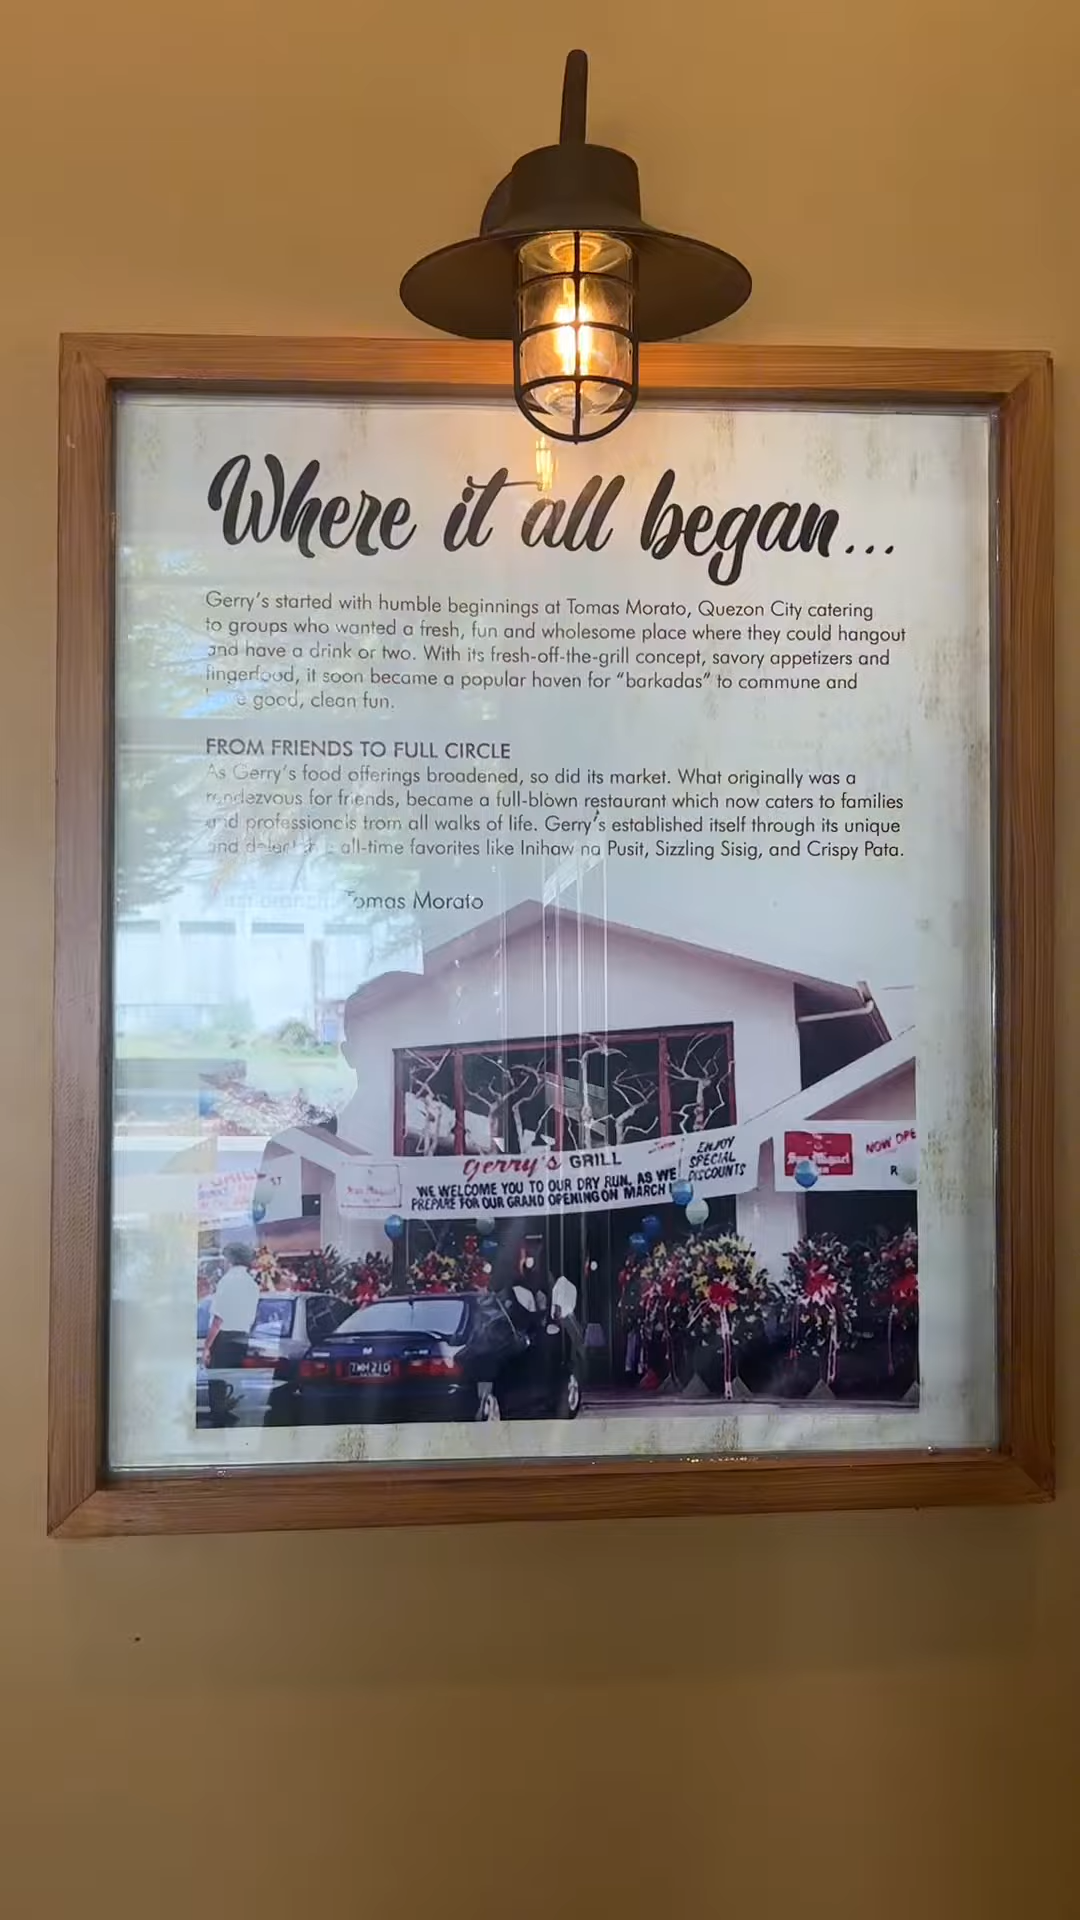 Where it all began...
Gerry's started with humble beginnings at Tomas Morato, Quezon City catering
to groups who wanted a fresh, fun and wholesome place where they could hangout
and have a drink or two. With its fresh-off-the-grill concept, savory appetizers and
fingerfood, it soon became a popular haven for "barkadas" to commune and
good, clean fun.
FROM FRIENDS TO FULL CIRCLE
As Gerry's food offerings broadened, so did its market. What originally was a
rendezvous for friends, became a full-blown restaurant which now caters to families
and professionals from all walks of life. Gerry's established itself through its unique
and all-time favorites like Inihaw na Pusit, Sizzling Sisig, and Crispy Pata.
Tomas Morato
Gerry's GRILL
WE WELCOME YOU TO OUR DRY RUN, AS WE
PREPARE FOR OUR GRAND OPENING ON MARCH
ENJOY
SPECIAL
DISCOUNTS
San Miguel
NOW OPE
R